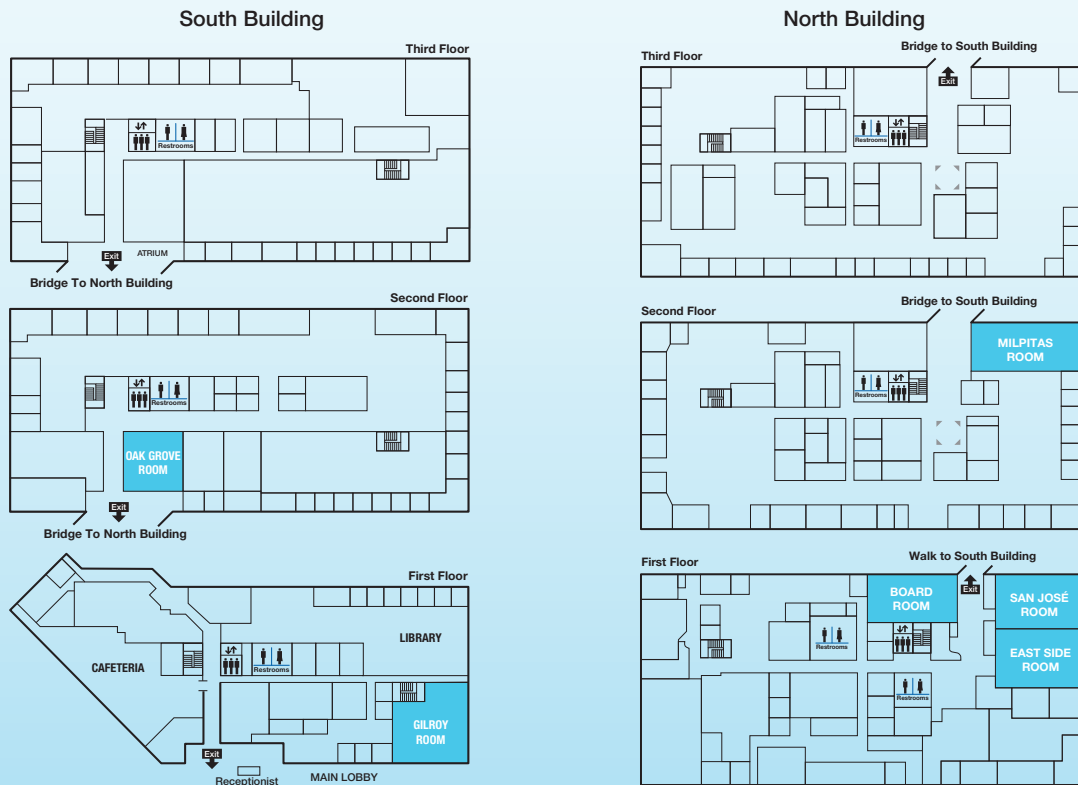 South Building
Third Floor
Restrooms
Exit
ATRIUM
Bridge To North Building
Second Floor
Restrooms
OAK GROVE
ROOM
Exit
Bridge To North Building
First Floor
LIBRARY
CAFETERIA
Restrooms
GILROY
ROOM
Exit
Receptionist
MAIN LOBBY
North Building
Third Floor
Bridge to South Building
Exit
Restrooms
Second Floor
Bridge to South Building
MILPITAS
ROOM
Restrooms
First Floor
Walk to South Building
Exit
BOARD
ROOM
SAN JOSÉ
ROOM
Restrooms
EAST SIDE
ROOM
Restrooms